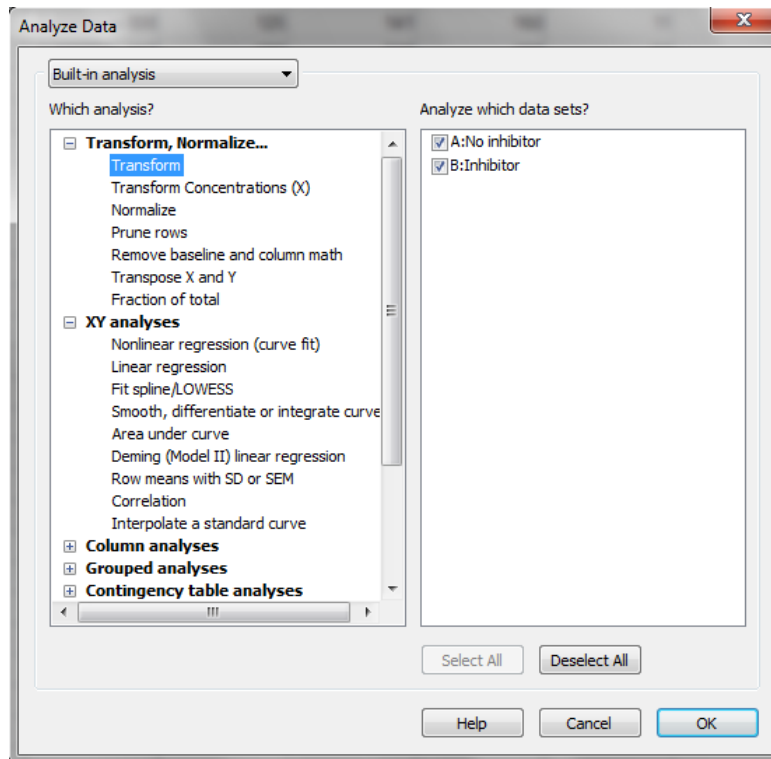 Analyze Data
Built-in analysis
Which analysis?
Analyze which data sets?
Transform, Normalize...
Transform
Transform Concentrations (X)
Normalize
Prune rows
Remove baseline and column math
Transpose X and Y
Fraction of total
XY analyses
Nonlinear regression (curve fit)
Linear regression
Fit spline/LOWESS
Smooth, differentiate or integrate curve
Area under curve
Deming (Model II) linear regression
Row means with SD or SEM
Correlation
Interpolate a standard curve
Column analyses
Grouped analyses
Contingency table analyses
A:No inhibitor
B:Inhibitor
Select All
Deselect All
Help
Cancel
OK